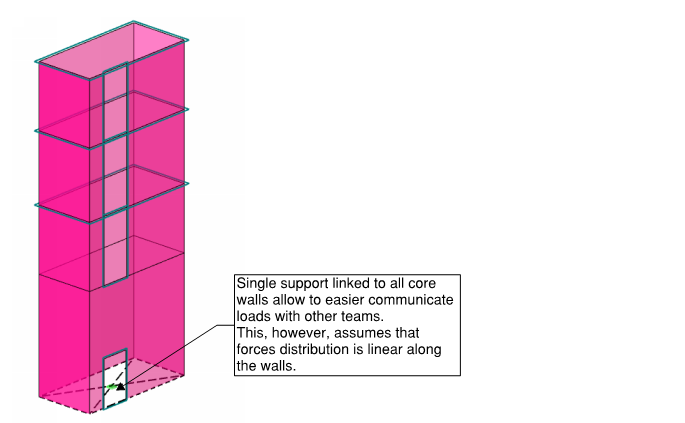 Single support linked to all core
walls allow to easier communicate
loads with other teams.
This, however, assumes that
forces distribution is linear along
the walls.